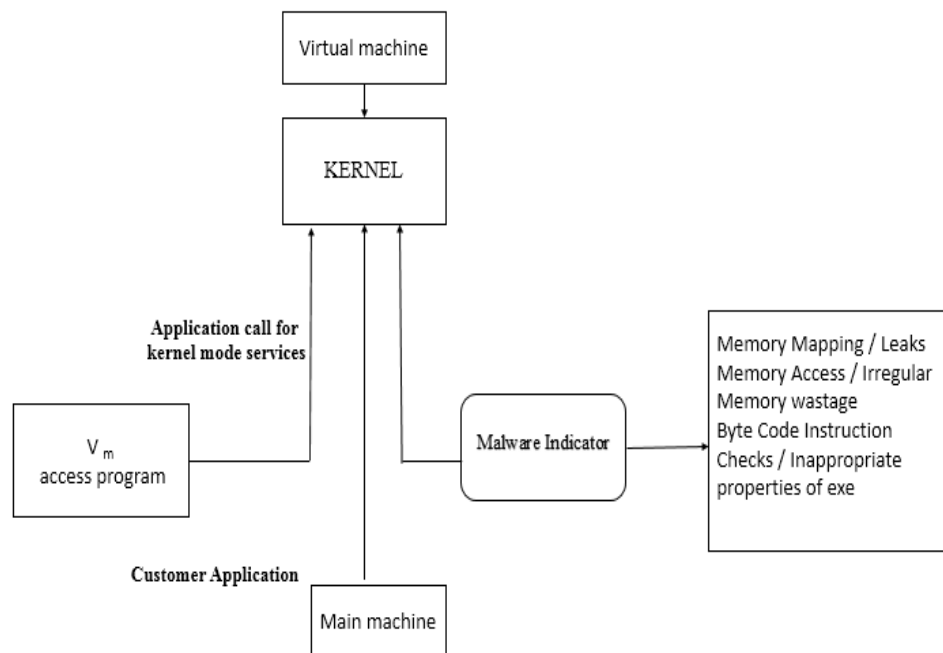 Virtual machine
KERNEL
Application call for
kernel mode services
V m
access program
Malware Indicator
Memory Mapping / Leaks
Memory Access / Irregular
Memory wastage
Byte Code Instruction
Checks / Inappropriate
properties of exe
Customer Application
Main machine